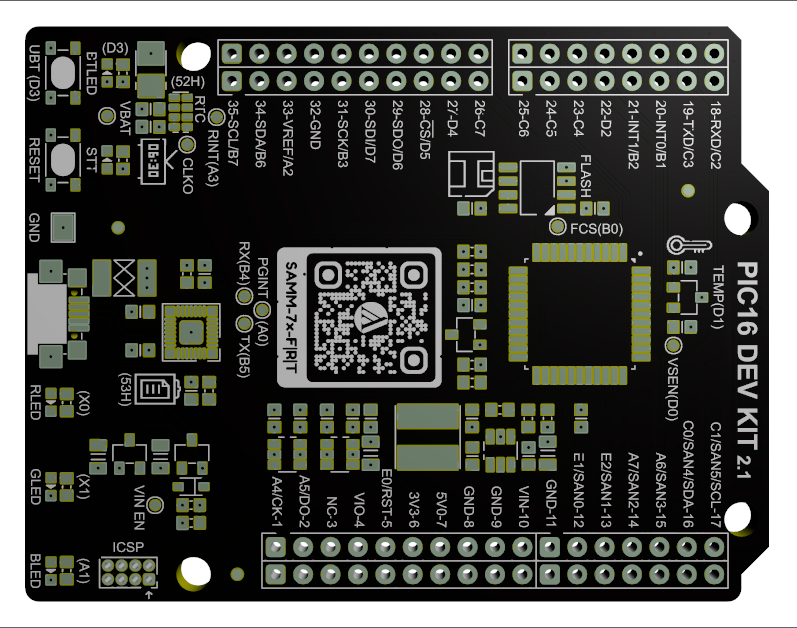 UBT (D3)
BTLED
(D3)
VBAT
(52H)
RTC
RINT(A3)
CLKO
RESET
STT
16:30
GND
35-SCL/B7
34-SDA/B6
33-VREF/A2
32-GND
31-SCK/B3
30-SDI/D7
29-SDO/D6
28-CS/D5
27-D4
26-C7
25-C6
24-C5
23-C4
22-D2
21-INT1/B2
20-INT0/B1
19-TXD/C3
18-RXD/C2
FLASH
FCS(B0)
TEMP(D1)
VSEN(D0)
RX(B4)
PGINT
(A0)
TX(B5)
SAMM-7x-F|R|T
PIC16 DEV KIT 2.1
(53H)
RLED
(X0)
GLED
(X1)
VIN EN
BLED
(A1)
ICSP
A4/CK-1
A5/DO-2
NC-3
VIO-4
E0/RST-5
3V3-6
5V0-7
GND-8
GND-9
VIN-10
GND-11
E1/SAN0-12
E2/SAN1-13
A7/SAN2-14
A6/SAN3-15
C0/SAN4/SDA-16
C1/SAN5/SCL-17